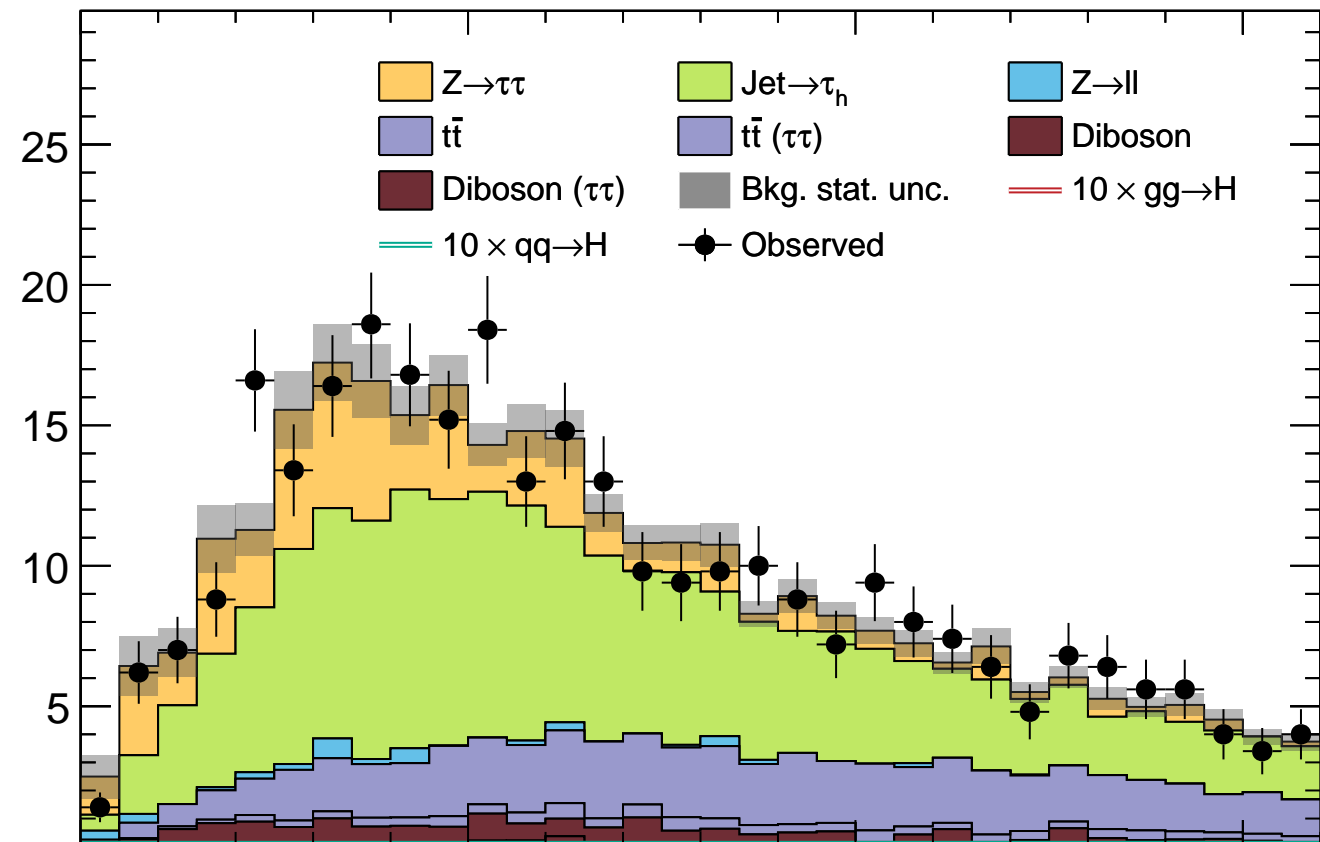 Z→ττ Jet→τh Z→ll
tt̄ tt̄ (ττ) Diboson
Diboson (ττ) Bkg. stat. unc. 10 × gg→H
10 × qq→H Observed
25
20
15
10
5